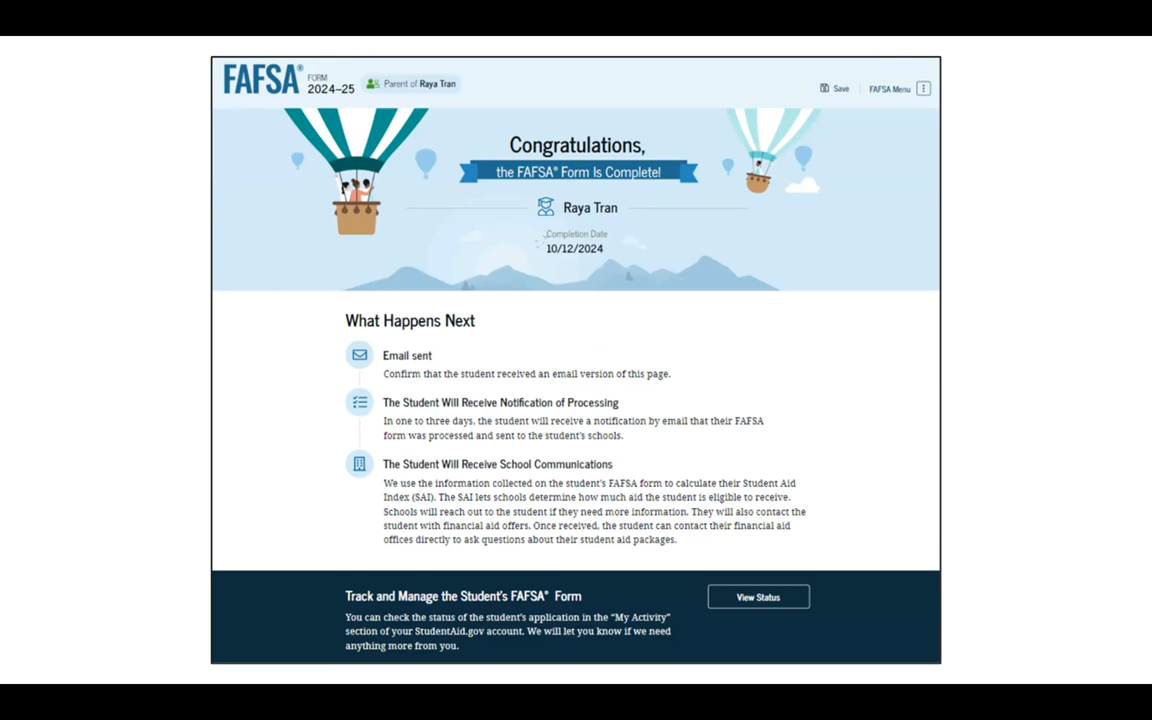 FAFSA®
FORM
2024–25
Parent of Raya Tran
Save
FAFSA Menu
Congratulations,
the FAFSA® Form Is Complete!
Raya Tran
Completion Date
10/12/2024
What Happens Next
Email sent
Confirm that the student received an email version of this page.
The Student Will Receive Notification of Processing
In one to three days, the student will receive a notification by email that their FAFSA
form was processed and sent to the student's schools.
The Student Will Receive School Communications
We use the information collected on the student's FAFSA form to calculate their Student Aid
Index (SAI). The SAI lets schools determine how much aid the student is eligible to receive.
Schools will reach out to the student if they need more information. They will also contact the
student with financial aid offers. Once received, the student can contact their financial aid
offices directly to ask questions about their student aid packages.
Track and Manage the Student's FAFSA® Form
You can check the status of the student's application in the "My Activity"
section of your StudentAid.gov account. We will let you know if we need
anything more from you.
View Status